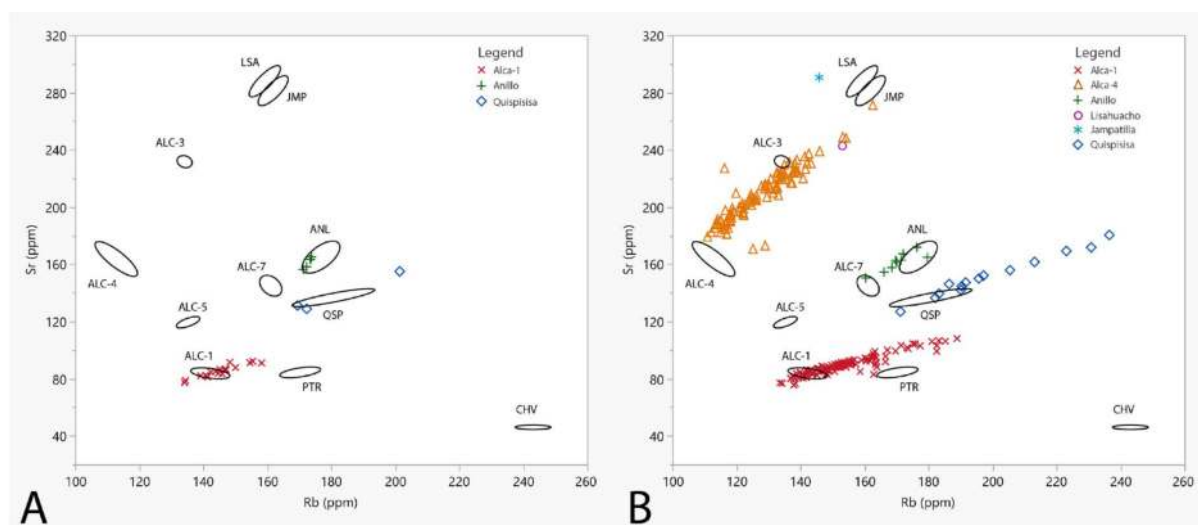 320
280
240
200
160
120
80
40
Sr (ppm)
100
120
140
160
180
200
220
240
260
Rb (ppm)
LSA
JMP
ALC-3
ANL
ALC-7
ALC-4
ALC-5
QSP
ALC-1
PTR
CHV
Legend
Alca-1
Anillo
Quispisisa
A
320
280
240
200
160
120
80
40
Sr (ppm)
100
120
140
160
180
200
220
240
260
Rb (ppm)
LSA
JMP
ALC-3
ANL
ALC-7
ALC-4
ALC-5
QSP
ALC-1
PTR
CHV
Legend
Alca-1
Alca-4
Anillo
Lisahuacho
Jampatilla
Quispisisa
B